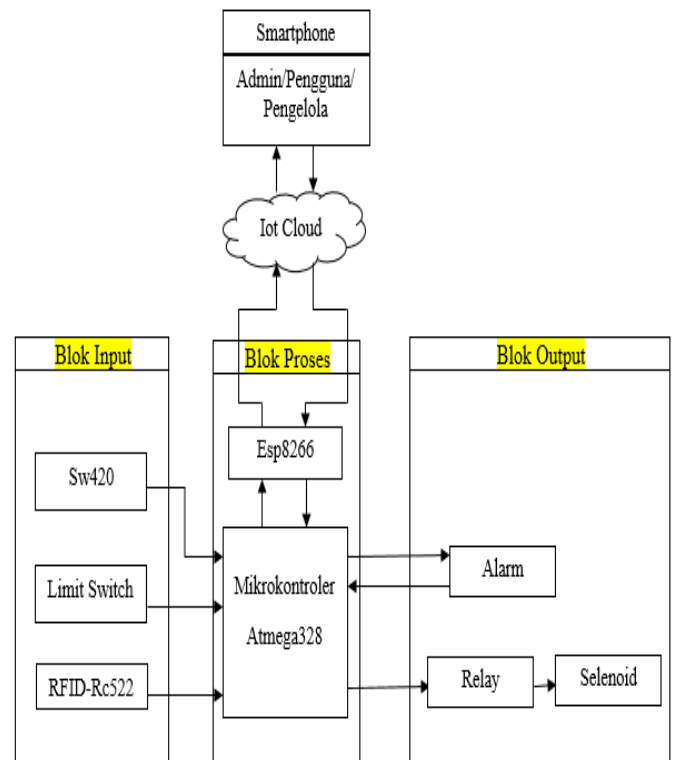 Smartphone
Admin/Pengguna/
Pengelola
Iot Cloud
Blok Input
Sw420
Limit Switch
RFID-Rc522
Blok Proses
Esp8266
Mikrokontroler
Atmega328
Blok Output
Alarm
Relay
Selenoid